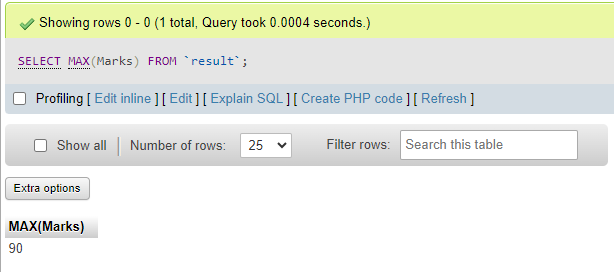 Showing rows 0 - 0 (1 total, Query took 0.0004 seconds.)
SELECT MAX(Marks) FROM `result`;
Profiling [ Edit inline ] [ Edit ] [ Explain SQL ] [ Create PHP code ] [ Refresh ]
Show all Number of rows: 25 Filter rows: Search this table
Extra options
MAX(Marks)
90